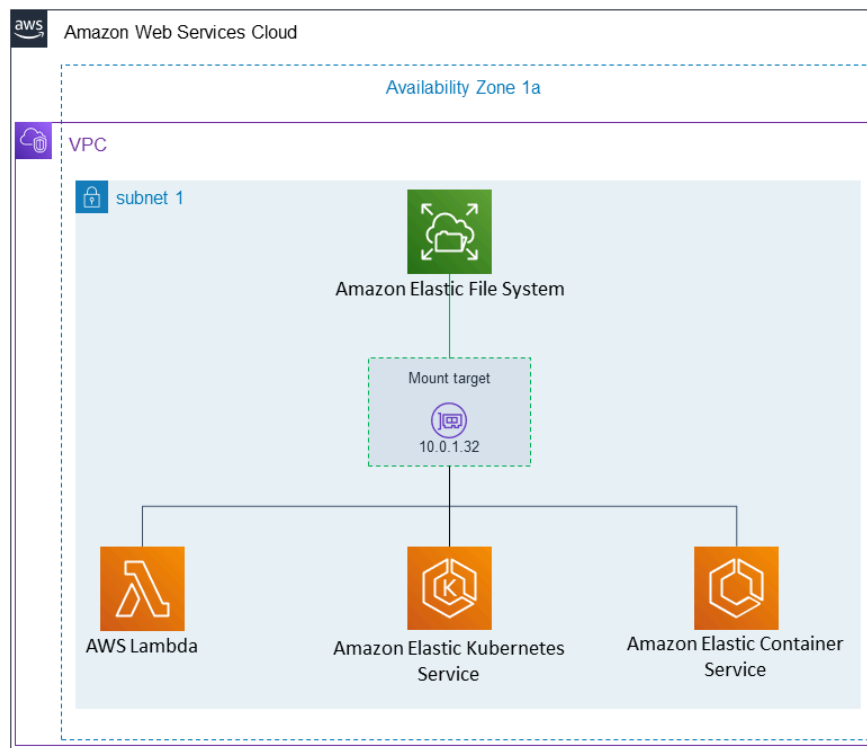 aws
Amazon Web Services Cloud
Availability Zone 1a
VPC
subnet 1
Amazon Elastic File System
Mount target
10.0.1.32
AWS Lambda
K
Amazon Elastic Kubernetes
Service
Amazon Elastic Container
Service